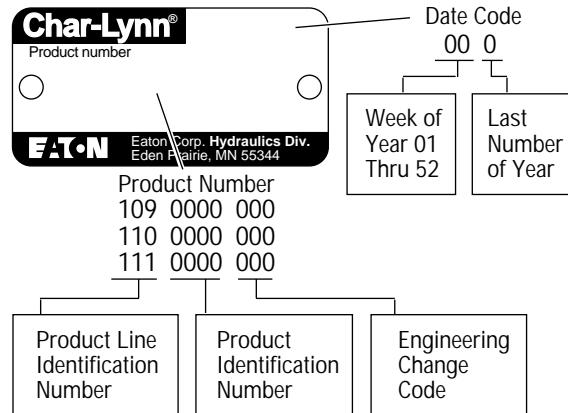 Char-Lynn®
Product number
EATON
Eaton Corp. Hydraulics Div.
Eden Prairie, MN 55344
Date Code
00 0
Week of
Year 01
Thru 52
Last
Number
of Year
Product Number
109 0000 000
110 0000 000
111 0000 000
Product Line
Identification
Number
Product
Identification
Number
Engineering
Change
Code